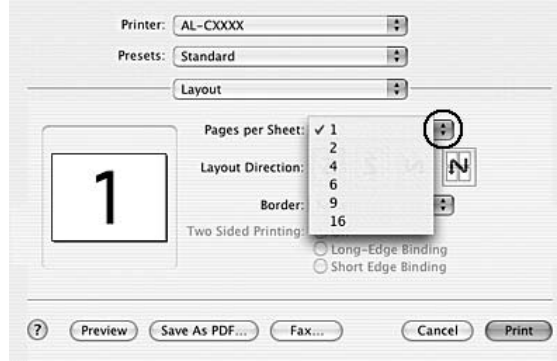 Printer: AL-CXXXX
Presets: Standard
Layout
Pages per Sheet: ✓ 1
2
Layout Direction: 4
6
Border: 9
16
Two Sided Printing:
Long-Edge Binding
Short Edge Binding
1
? Preview Save As PDF... Fax... Cancel Print